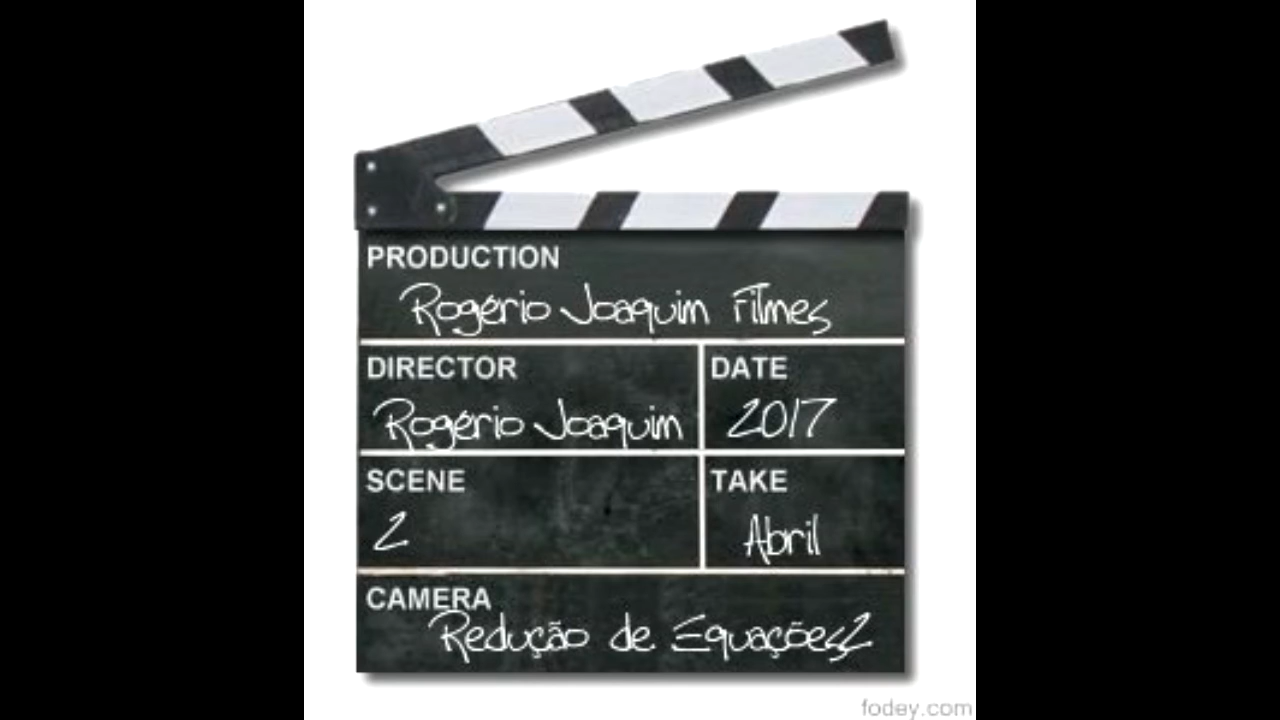 PRODUCTION
Rogério Joaquim Filmes
DIRECTOR
Rogério Joaquim
DATE
2017
SCENE
2
TAKE
Abril
CAMERA
Redução de Equações2
fodey.com